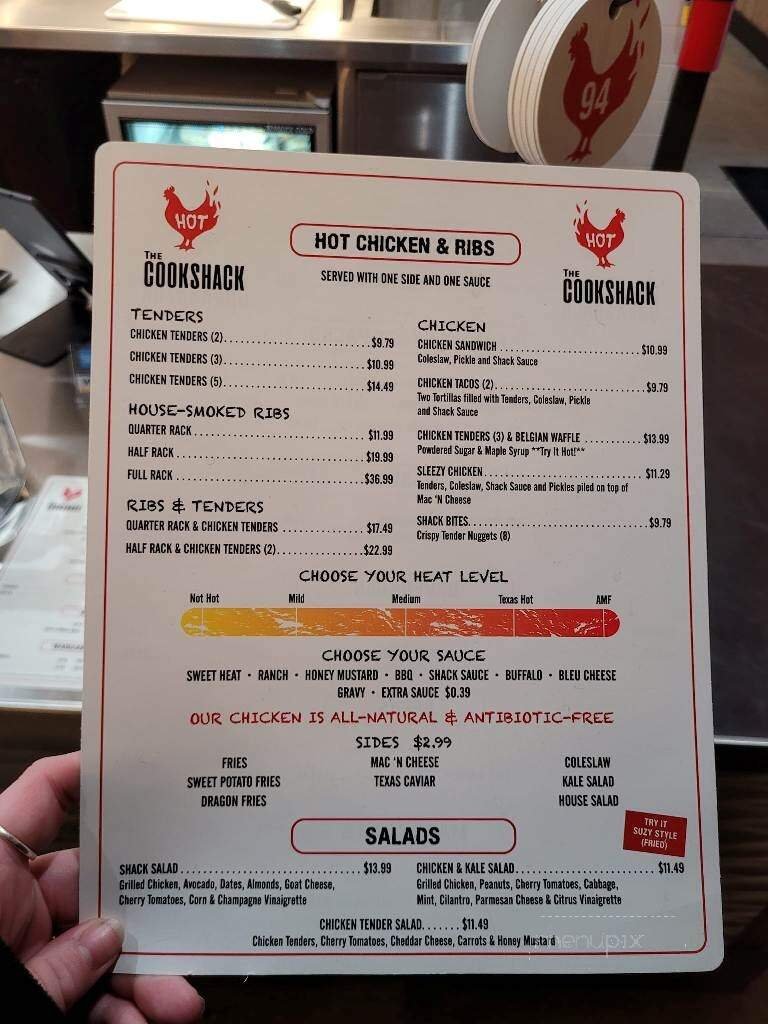 94
HOT
THE
COOKSHACK
HOT CHICKEN & RIBS
SERVED WITH ONE SIDE AND ONE SAUCE
HOT
THE
COOKSHACK
TENDERS
CHICKEN TENDERS (2)...............................$9.79
CHICKEN TENDERS (3)...............................$10.99
CHICKEN TENDERS (5)...............................$14.49
HOUSE-SMOKED RIBS
QUARTER RACK.....................................$11.99
HALF RACK........................................$19.99
FULL RACK........................................$36.99
RIBS & TENDERS
QUARTER RACK & CHICKEN TENDERS ...............$17.49
HALF RACK & CHICKEN TENDERS (2)...............$22.99
CHICKEN
CHICKEN SANDWICH .............................$10.99
Coleslaw, Pickle and Shack Sauce
CHICKEN TACOS (2).............................$9.79
Two Tortillas filled with Tenders, Coleslaw, Pickle
and Shack Sauce
CHICKEN TENDERS (3) & BELGIAN WAFFLE ...........$13.99
Powdered Sugar & Maple Syrup **Try It Hot!**
SLEEZY CHICKEN................................$11.29
Tenders, Coleslaw, Shack Sauce and Pickles piled on top of
Mac 'N Cheese
SHACK BITES...................................$9.79
Crispy Tender Nuggets (8)
CHOOSE YOUR HEAT LEVEL
Not Hot Mild Medium Texas Hot AMF
CHOOSE YOUR SAUCE
SWEET HEAT • RANCH • HONEY MUSTARD • BBQ • SHACK SAUCE • BUFFALO • BLEU CHEESE
GRAVY • EXTRA SAUCE $0.39
OUR CHICKEN IS ALL-NATURAL & ANTIBIOTIC-FREE
SIDES $2.99
FRIES MAC 'N CHEESE COLESLAW
SWEET POTATO FRIES TEXAS CAVIAR KALE SALAD
DRAGON FRIES HOUSE SALAD
SALADS
TRY IT
SUZY STYLE
(FRIED)
SHACK SALAD...................................$13.99
Grilled Chicken, Avocado, Dates, Almonds, Goat Cheese,
Cherry Tomatoes, Corn & Champagne Vinaigrette
CHICKEN & KALE SALAD..........................$11.49
Grilled Chicken, Peanuts, Cherry Tomatoes, Cabbage,
Mint, Cilantro, Parmesan Cheese & Citrus Vinaigrette
CHICKEN TENDER SALAD.......$11.49
Chicken Tenders, Cherry Tomatoes, Cheddar Cheese, Carrots & Honey Mustard
menupix